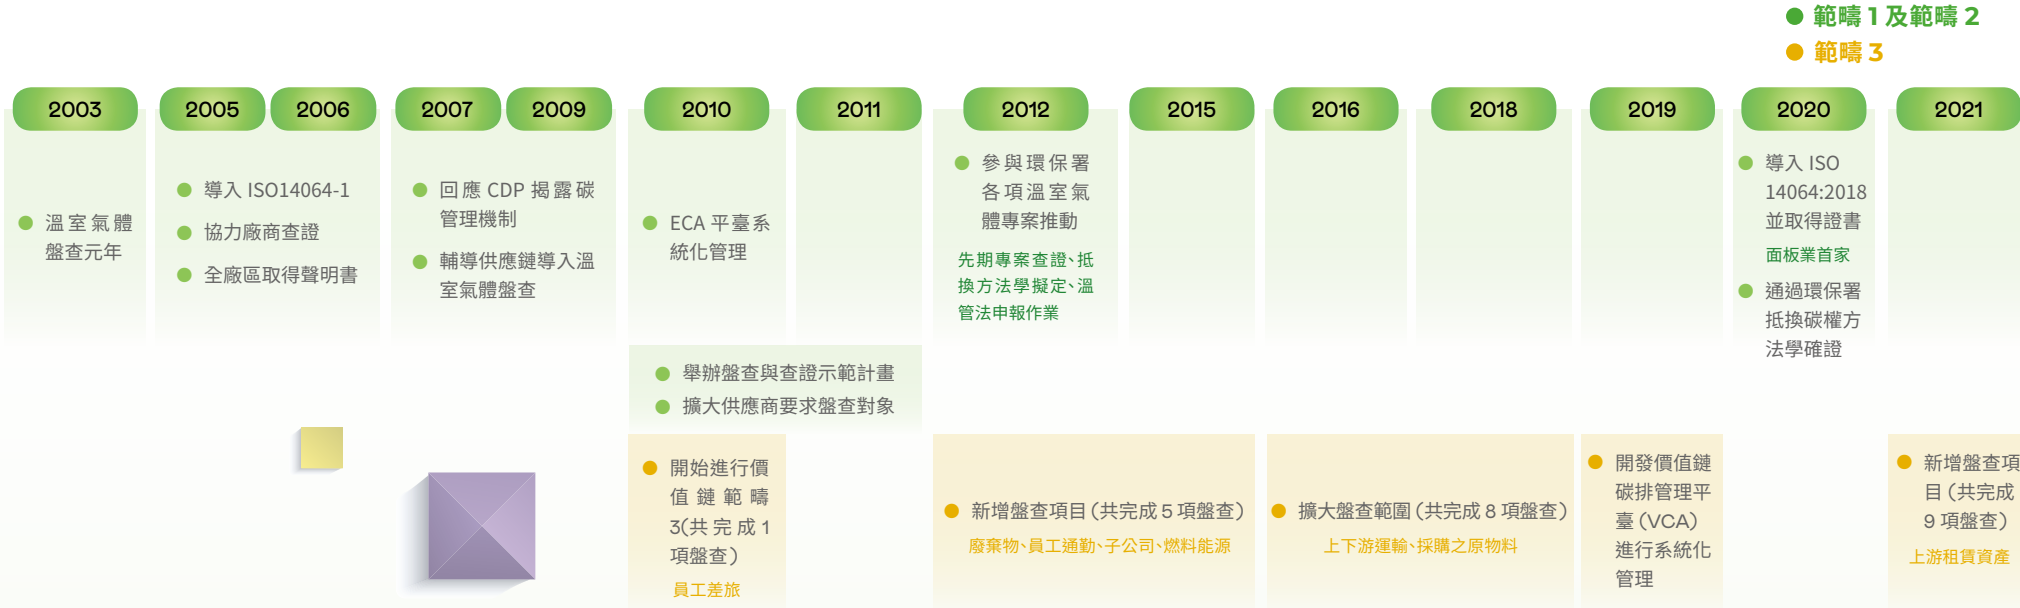 範疇 1 及範疇 2
範疇 3
2003
溫室氣體
盤查元年
2005
2006
導入 ISO14064-1
協力廠商查證
全廠區取得聲明書
2007
2009
回應 CDP 揭露碳
管理機制
輔導供應鏈導入溫
室氣體盤查
2010
ECA 平臺系
統化管理
2011
舉辦盤查與查證示範計畫
擴大供應商要求盤查對象
開始進行價
值鏈範疇
3(共完成1
項盤查)
員工差旅
2012
參與環保署
各項溫室氣
體專案推動
先期專案查證、抵
換方法學擬定、溫
管法申報作業
2015
新增盤查項目(共完成5項盤查)
廢棄物、員工通勤、子公司、燃料能源
2016
2018
擴大盤查範圍(共完成8項盤查)
上下游運輸、採購之原物料
2019
開發價值鏈
碳排管理平
臺(VCA)
進行系統化
管理
2020
導入 ISO
14064:2018
並取得證書
面板業首家
通過環保署
抵換碳權方
法學確證
2021
新增盤查項
目(共完成
9 項盤查)
上游租賃資產